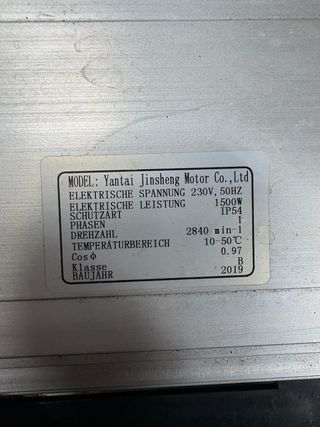 MODEL: Yantai Jinsheng Motor Co.,Ltd
ELEKTRISCHE SPANNUNG 230V, 50HZ
ELEKTRISCHE LEISTUNG 1500W
SCHUTZART IP54
PHASEN 1
DREHZAHL 2840 min-1
TEMPERATURBEREICH 10-50℃
Cosϕ 0.97
Klasse B
BAUJAHR 2019